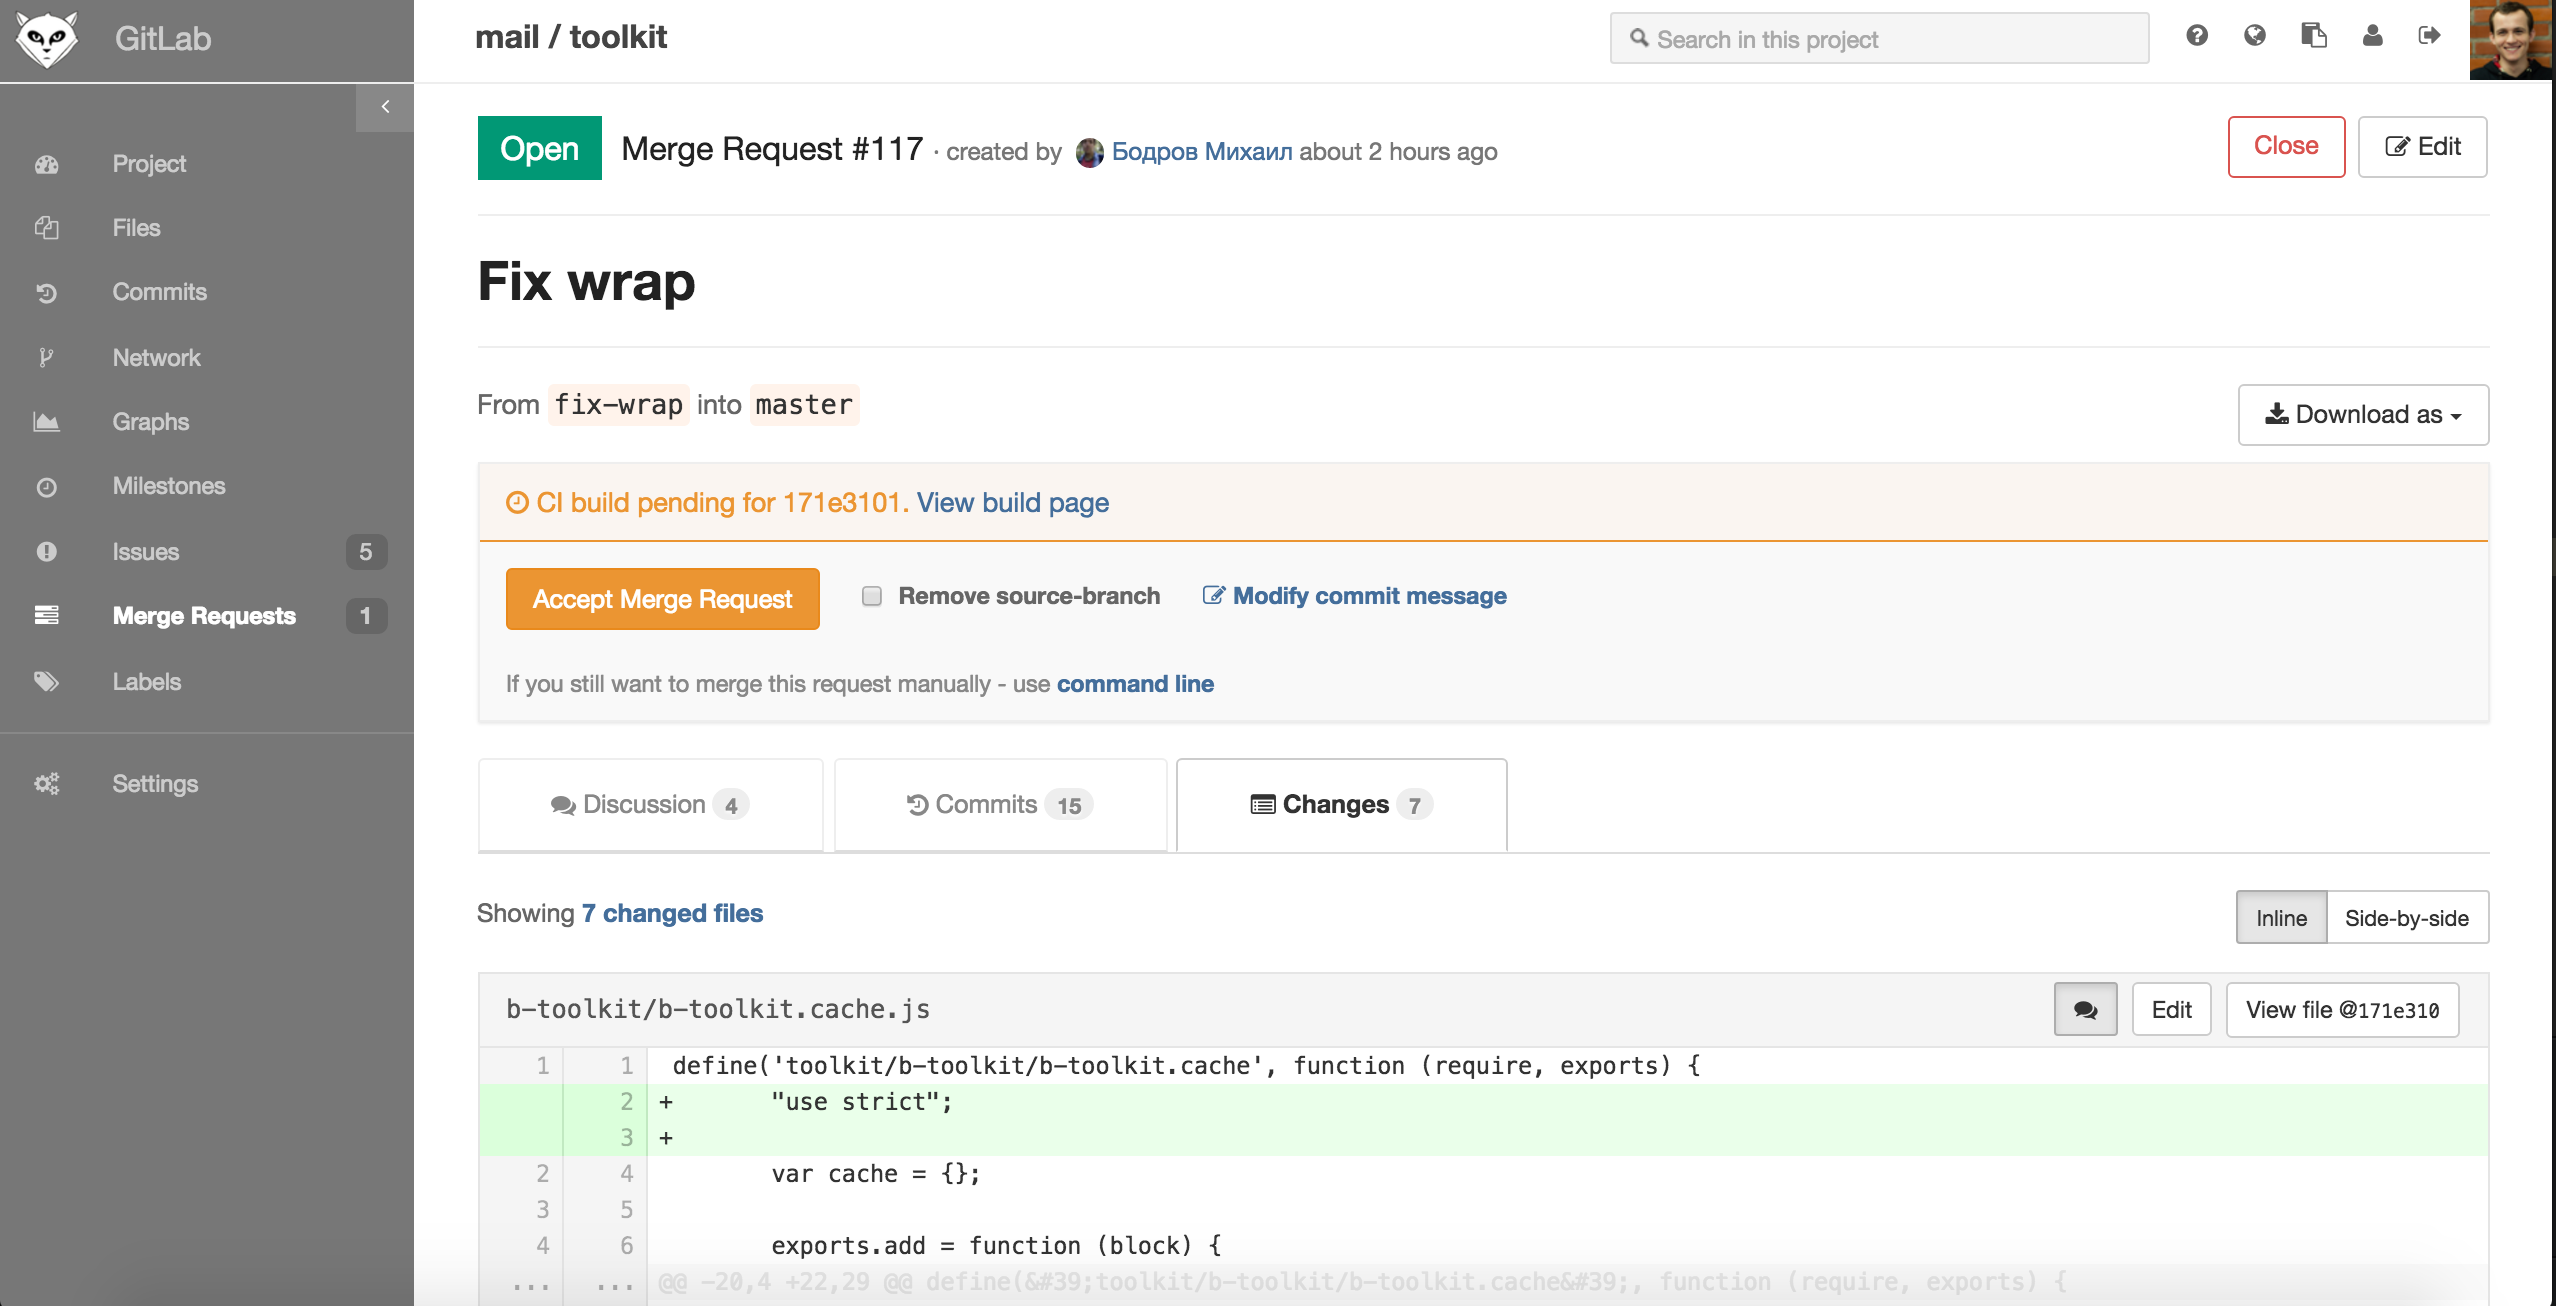 GitLab
mail / toolkit
Search in this project
Project
Files
Commits
Network
Graphs
Milestones
Issues 5
Merge Requests 1
Labels
Settings
Open Merge Request #117 · created by Бодров Михаил about 2 hours ago
Close
Edit
Fix wrap
From fix-wrap into master
Download as
CI build pending for 171e3101. View build page
Accept Merge Request
Remove source-branch
Modify commit message
If you still want to merge this request manually - use command line
Discussion 4
Commits 15
Changes 7
Showing 7 changed files
Inline
Side-by-side
b-toolkit/b-toolkit.cache.js
Edit
View file @171e310
1 1 define('toolkit/b-toolkit/b-toolkit.cache', function (require, exports) {
2 + "use strict";
3 +
2 4 var cache = {};
3 5
4 6 exports.add = function (block) {
... ... @@ -20,4 +22,29 @@ define(&#39;toolkit/b-toolkit/b-toolkit.cache&#39;, function (require, exports) {